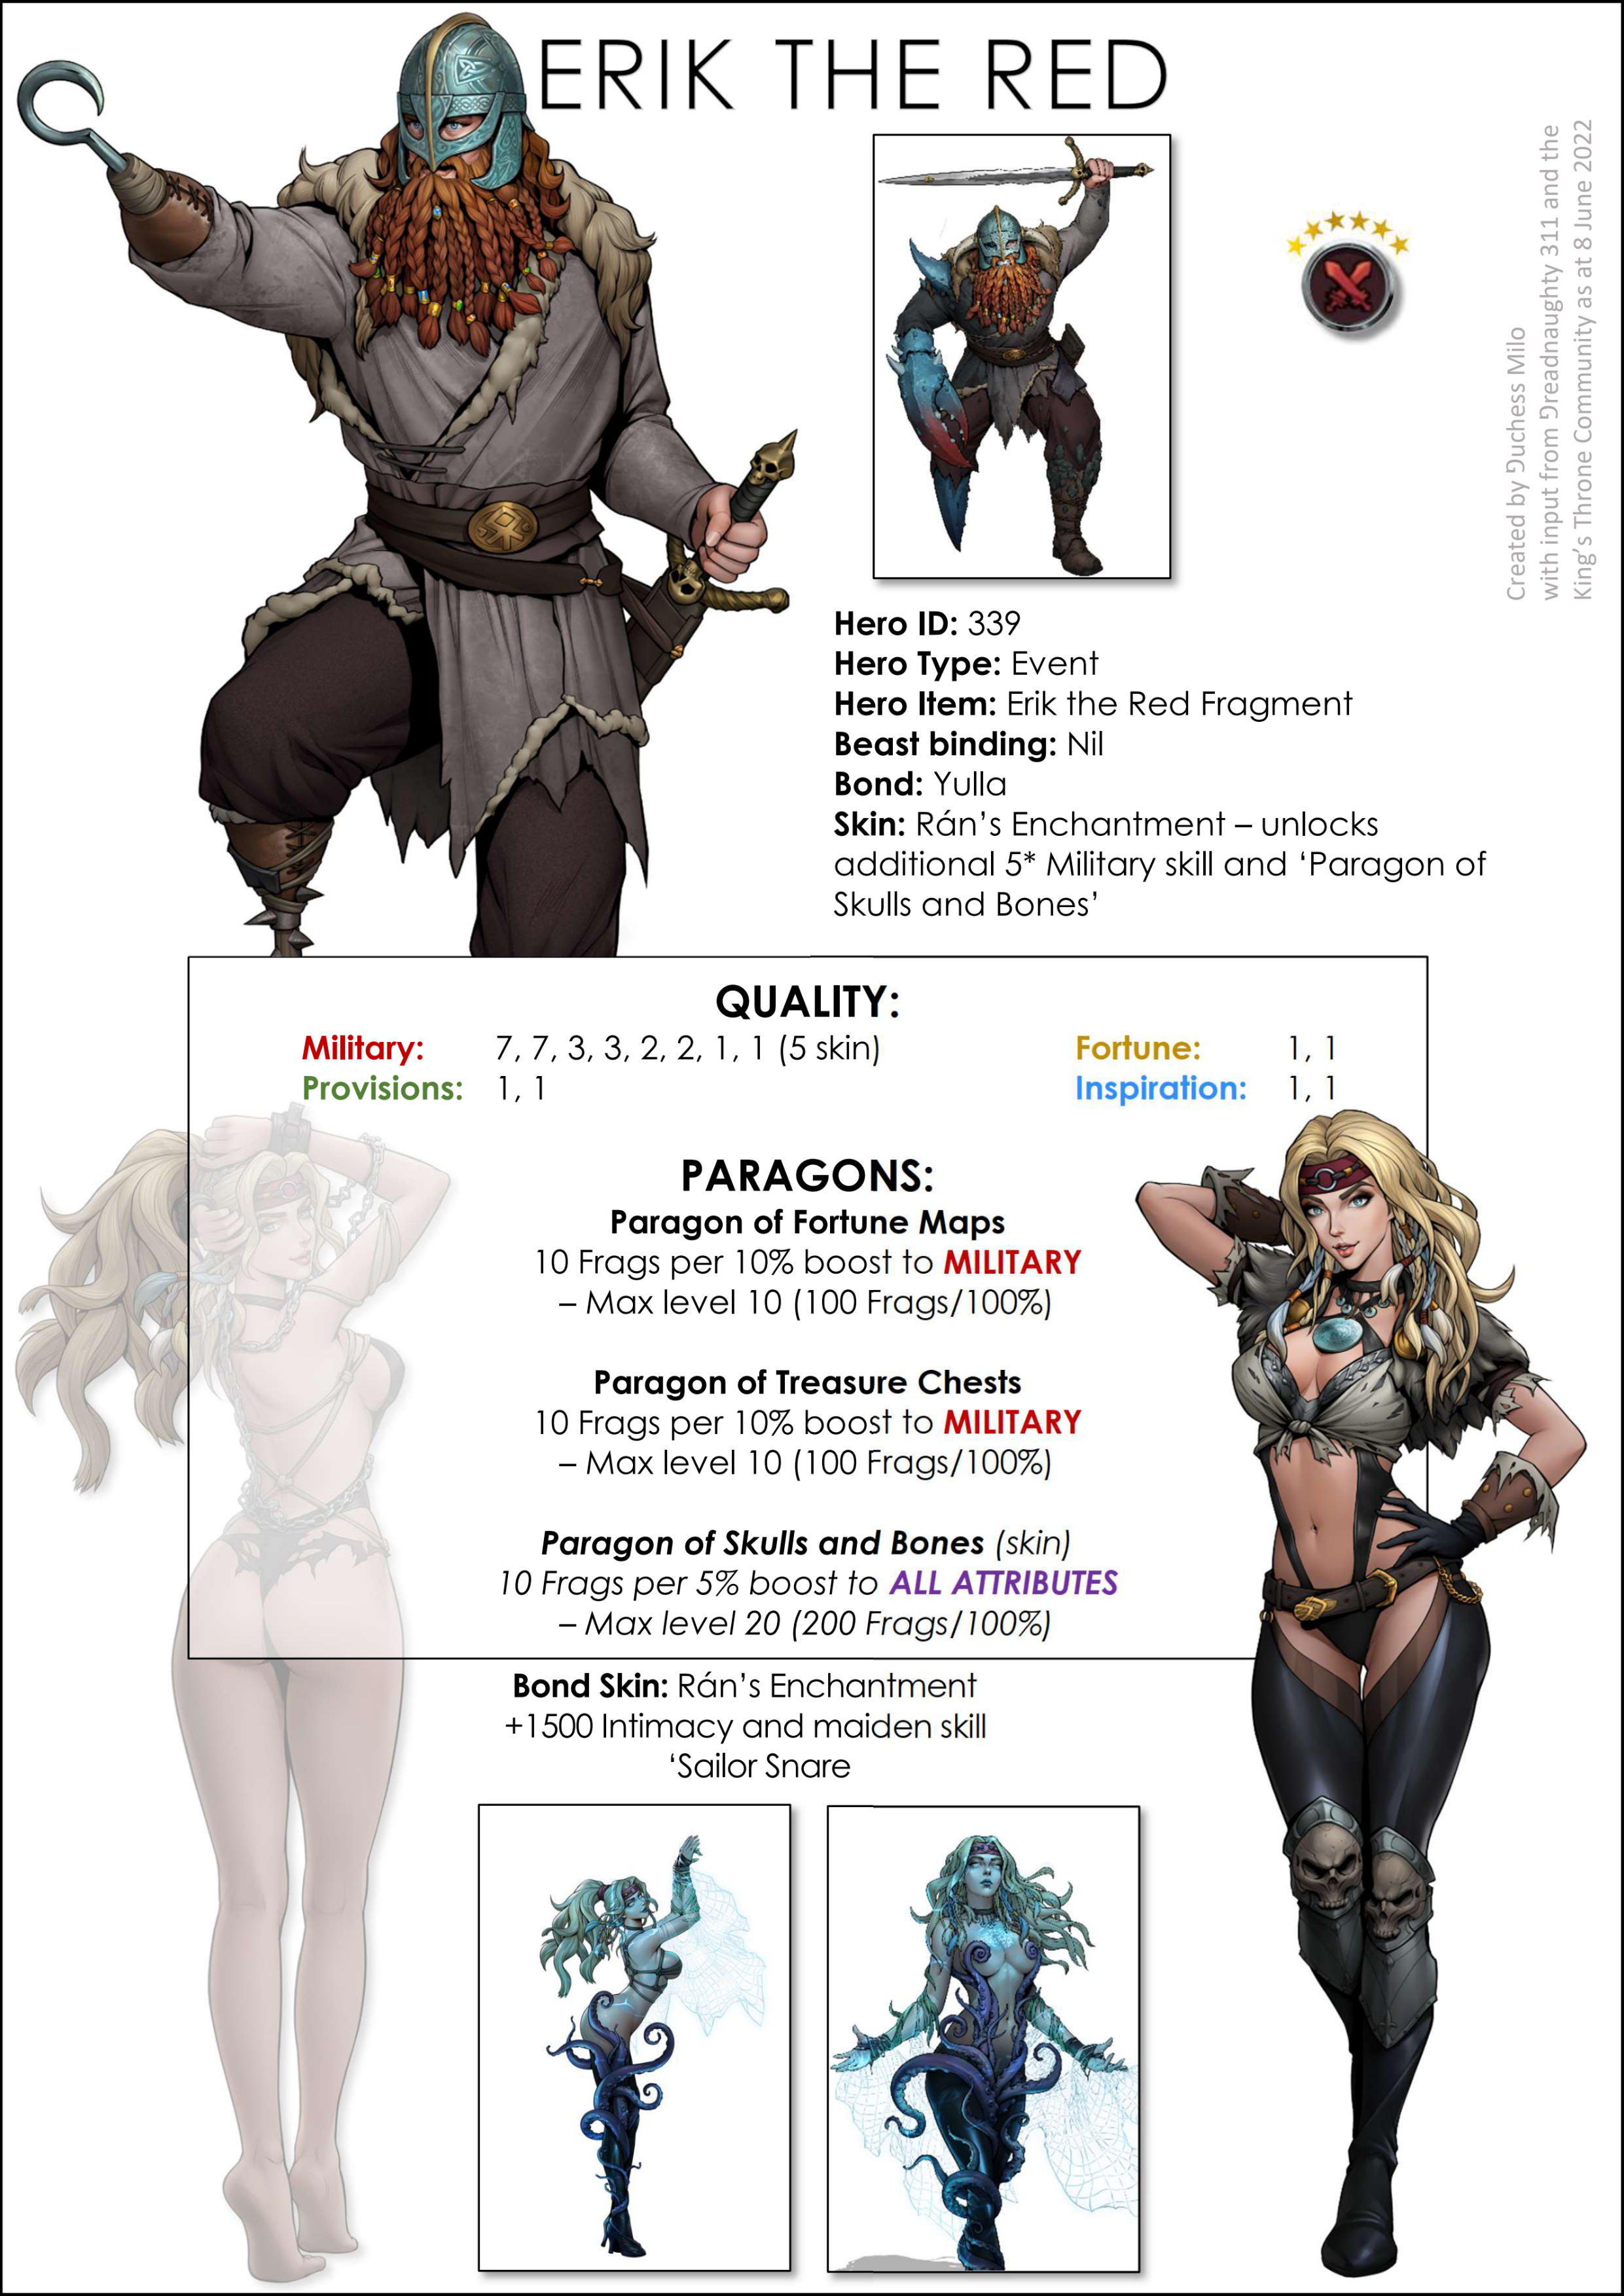 ERIK THE RED
Created by Duchess Milo
with input from Dreadnaughty 311 and the
King's Throne Community as at 8 June 2022
Hero ID: 339
Hero Type: Event
Hero Item: Erik the Red Fragment
Beast binding: Nil
Bond: Yulla
Skin: Rán’s Enchantment – unlocks
additional 5* Military skill and ‘Paragon of
Skulls and Bones’
QUALITY:
Military: 7, 7, 3, 3, 2, 2, 1, 1 (5 skin)
Fortune: 1, 1
Provisions: 1, 1
Inspiration: 1, 1
PARAGONS:
Paragon of Fortune Maps
10 Frags per 10% boost to MILITARY
– Max level 10 (100 Frags/100%)
Paragon of Treasure Chests
10 Frags per 10% boost to MILITARY
– Max level 10 (100 Frags/100%)
Paragon of Skulls and Bones (skin)
10 Frags per 5% boost to ALL ATTRIBUTES
– Max level 20 (200 Frags/100%)
Bond Skin: Rán’s Enchantment
+1500 Intimacy and maiden skill
‘Sailor Snare